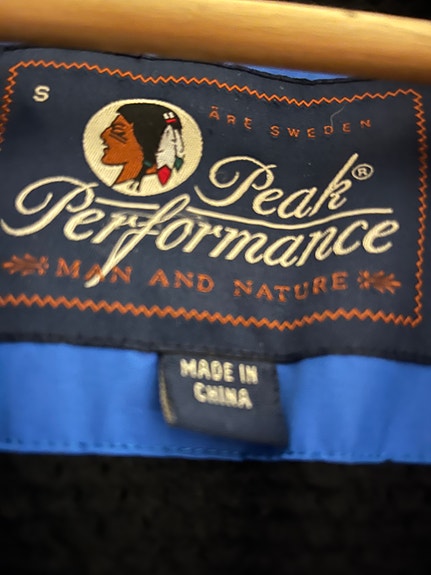 S
ÅRE SWEDEN
Peak®
Performance
MAN AND NATURE
MADE IN
CHINA